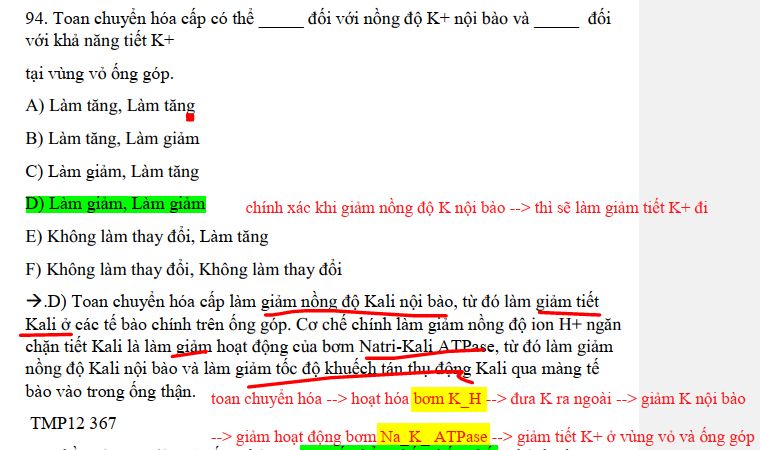 94. Toan chuyển hóa cấp có thể _____ đối với nồng độ K+ nội bào và _____ đối
với khả năng tiết K+
tại vùng vỏ ống góp.
A) Làm tăng, Làm tăng
B) Làm tăng, Làm giảm
C) Làm giảm, Làm tăng
D) Làm giảm, Làm giảm chính xác khi giảm nồng độ K nội bào --> thì sẽ làm giảm tiết K+ đi
E) Không làm thay đổi, Làm tăng
F) Không làm thay đổi, Không làm thay đổi
→.D) Toan chuyển hóa cấp làm giảm nồng độ Kali nội bào, từ đó làm giảm tiết
Kali ở các tế bào chính trên ống góp. Cơ chế chính làm giảm nồng độ ion H+ ngăn
chặn tiết Kali là làm giảm hoạt động của bơm Natri-Kali ATPase, từ đó làm giảm
nồng độ Kali nội bào và làm giảm tốc độ khuếch tán thụ động Kali qua màng tế
bào vào trong ống thận.
toan chuyển hóa --> hoạt hóa bơm K_H --> đưa K ra ngoài --> giảm K nội bào
TMP12 367
--> giảm hoạt động bơm Na_K_ ATPase --> giảm tiết K+ ở vùng vỏ và ống góp